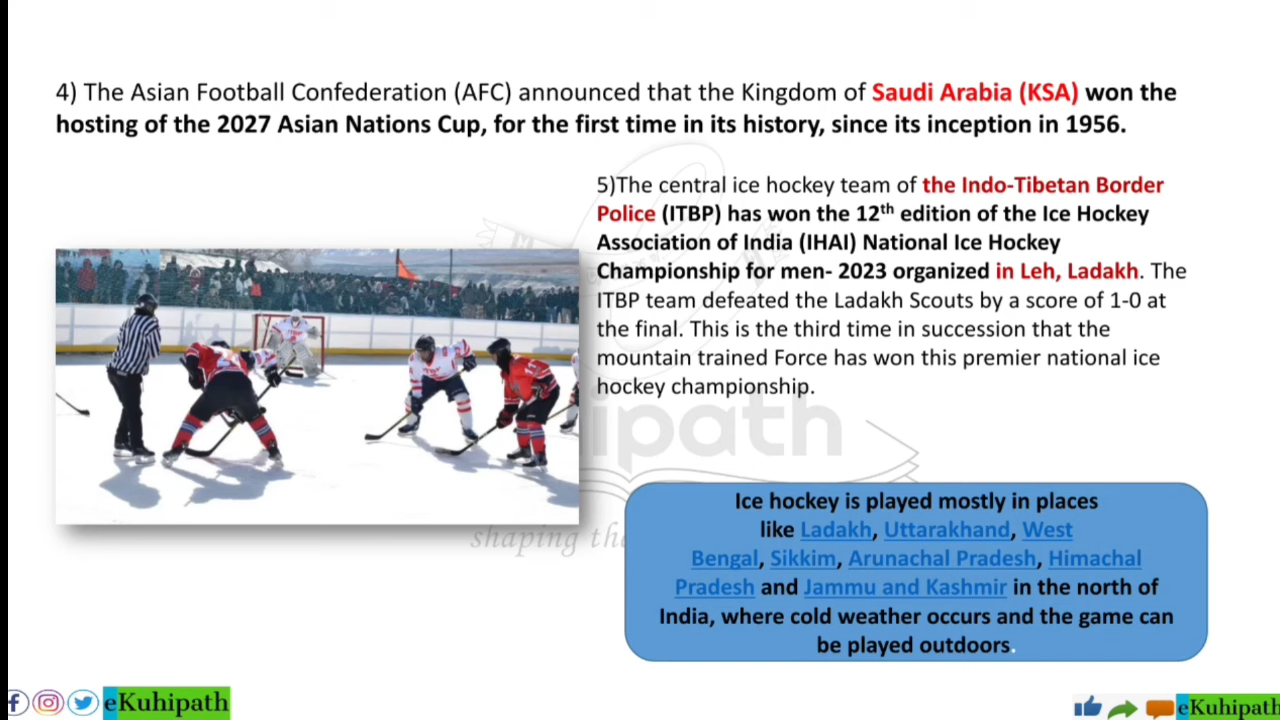 4) The Asian Football Confederation (AFC) announced that the Kingdom of Saudi Arabia (KSA) won the
hosting of the 2027 Asian Nations Cup, for the first time in its history, since its inception in 1956.
5)The central ice hockey team of the Indo-Tibetan Border
Police (ITBP) has won the 12th edition of the Ice Hockey
Association of India (IHAI) National Ice Hockey
Championship for men- 2023 organized in Leh, Ladakh. The
ITBP team defeated the Ladakh Scouts by a score of 1-0 at
the final. This is the third time in succession that the
mountain trained Force has won this premier national ice
hockey championship.
hipath
shaping the
Ice hockey is played mostly in places
like Ladakh, Uttarakhand, West
Bengal, Sikkim, Arunachal Pradesh, Himachal
Pradesh and Jammu and Kashmir in the north of
India, where cold weather occurs and the game can
be played outdoors.
eKuhipath
eKuhipath